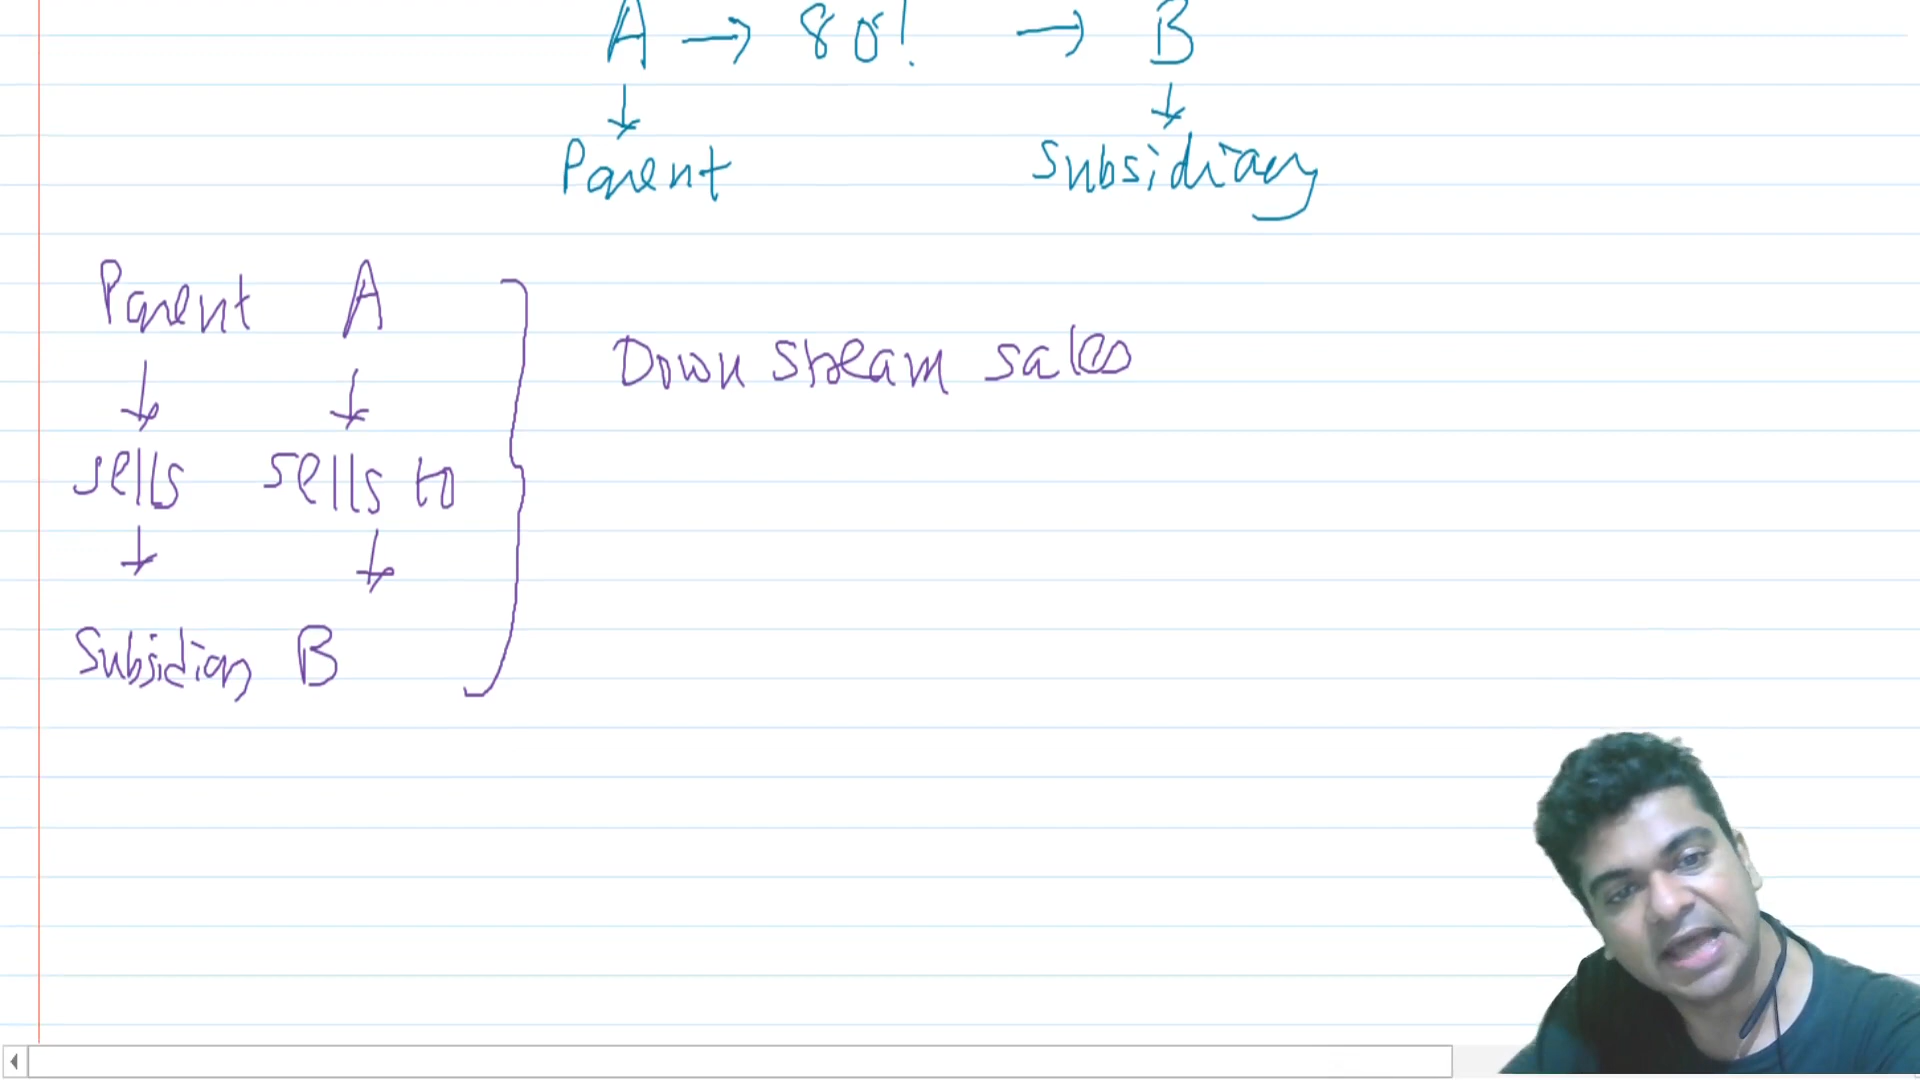 A → 80% → B
↓ ↓
Parent Subsidiary
Parent A
↓ ↓
Down stream sales
sells sells to
↓ ↓
Subsidiary B